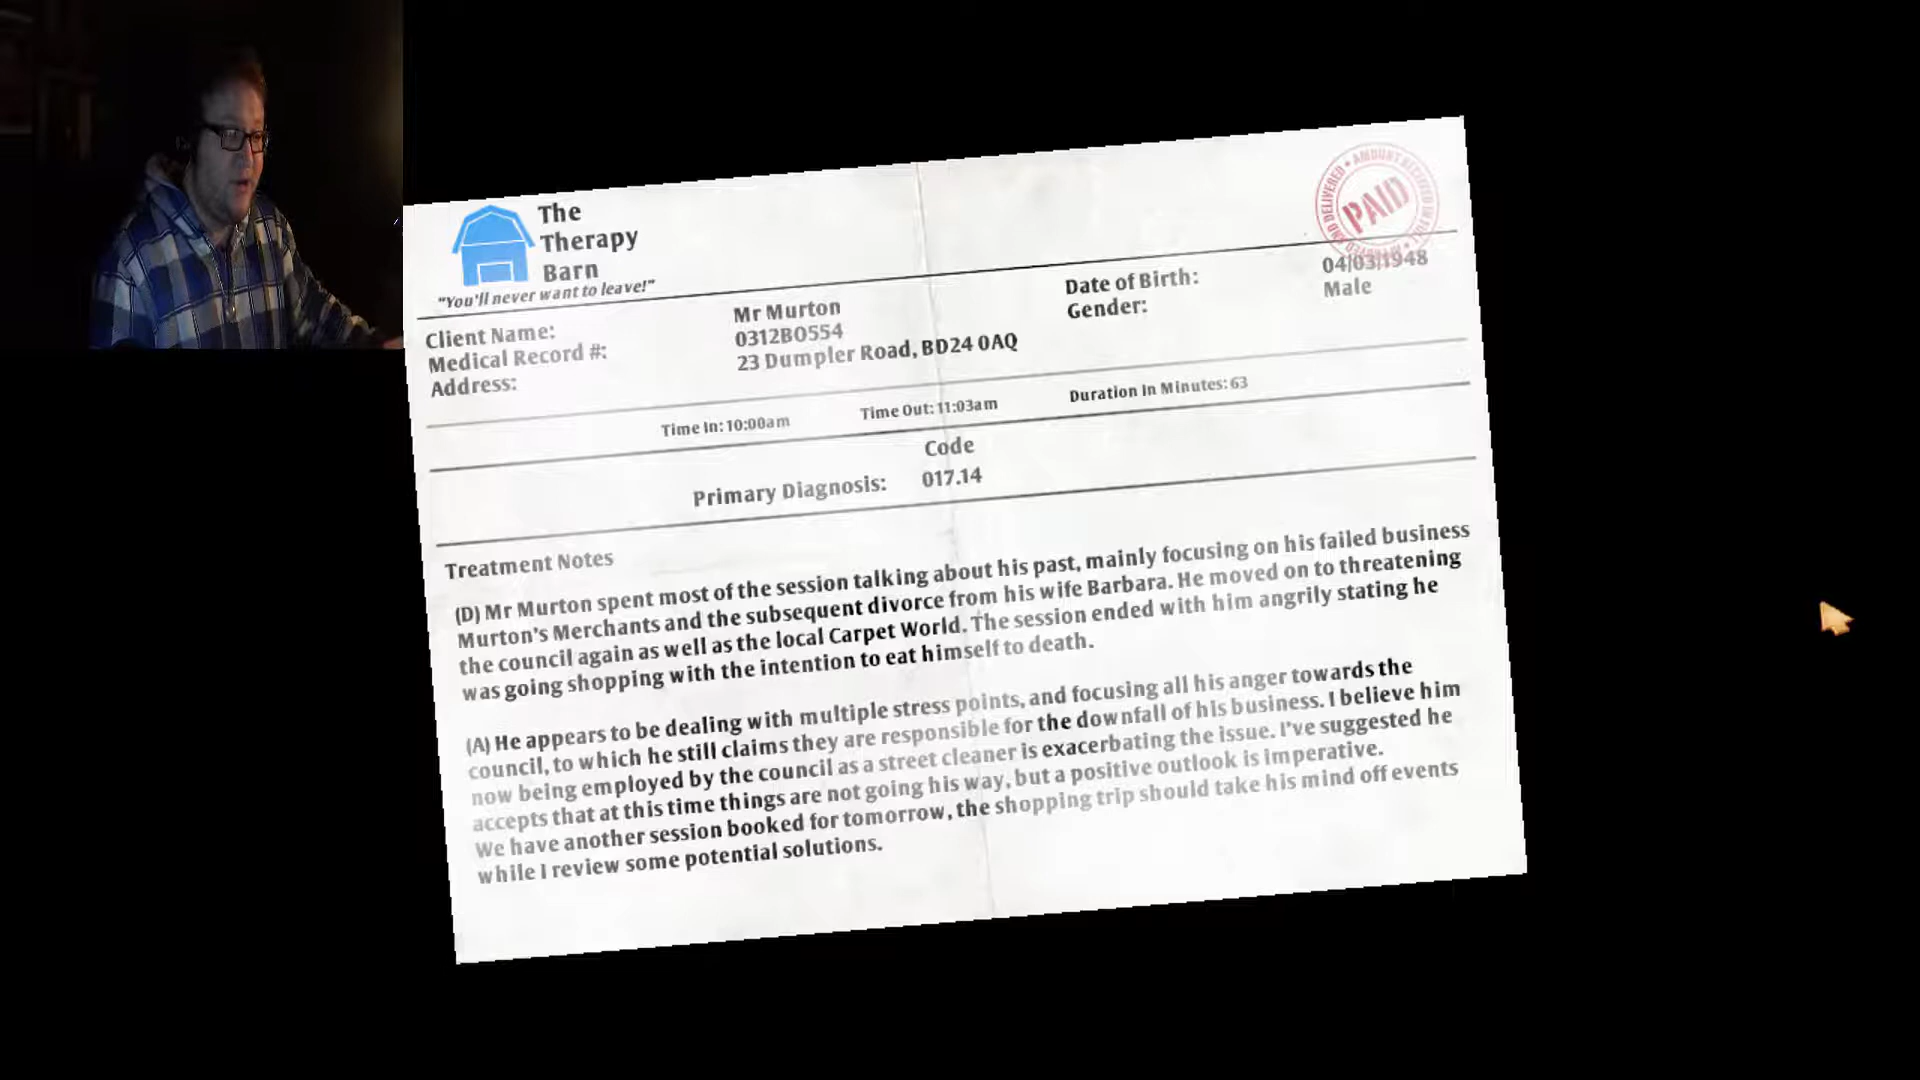 The
Therapy
Barn
"You'll never want to leave!"
AMOUNT RECEIVED IN FULL • APPROVED AND DELIVERED •
PAID
Client Name: Mr Murton Date of Birth: 04/03/1948
Medical Record #: 0312BO554 Gender: Male
Address: 23 Dumpler Road, BD24 0AQ
Time In: 10:00am Time Out: 11:03am Duration In Minutes: 63
Code
Primary Diagnosis: 017.14
Treatment Notes
(D) Mr Murton spent most of the session talking about his past, mainly focusing on his failed business
Murton's Merchants and the subsequent divorce from his wife Barbara. He moved on to threatening
the council again as well as the local Carpet World. The session ended with him angrily stating he
was going shopping with the intention to eat himself to death.
(A) He appears to be dealing with multiple stress points, and focusing all his anger towards the
council, to which he still claims they are responsible for the downfall of his business. I believe him
now being employed by the council as a street cleaner is exacerbating the issue. I've suggested he
accepts that at this time things are not going his way, but a positive outlook is imperative.
We have another session booked for tomorrow, the shopping trip should take his mind off events
while I review some potential solutions.